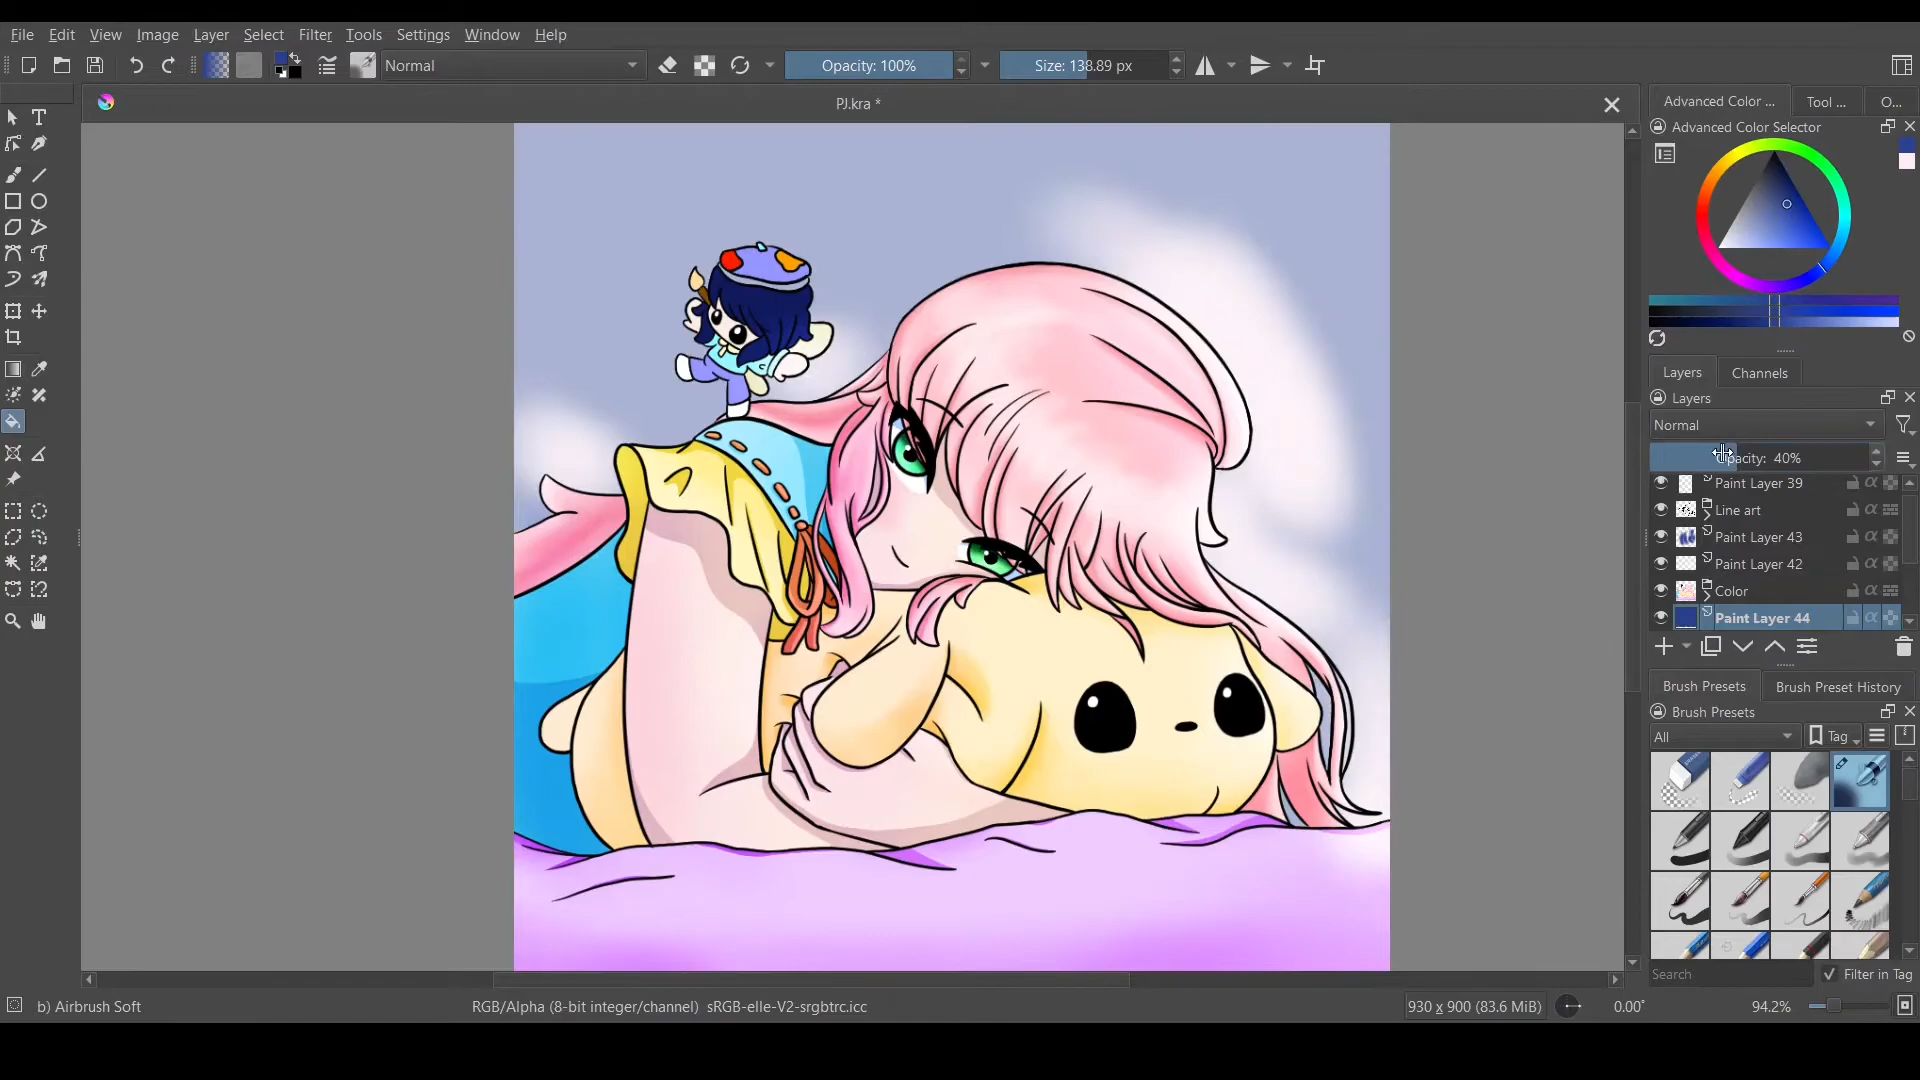 File Edit View Image Layer Select Filter Tools Settings Window Help
Normal Opacity: 100% Size: 138.89 px
PJ.kra *
Advanced Color ... Tool ... O...
Advanced Color Selector
Layers Channels
Layers
Normal
Opacity: 40%
Paint Layer 39
Line art
Paint Layer 43
Paint Layer 42
Color
Paint Layer 44
Brush Presets Brush Preset History
Brush Presets
All Tag
Search Filter in Tag
b) Airbrush Soft RGB/Alpha (8-bit integer/channel) sRGB-elle-V2-srgbtrc.icc 930 x 900 (83.6 MiB) 0.00° 94.2%